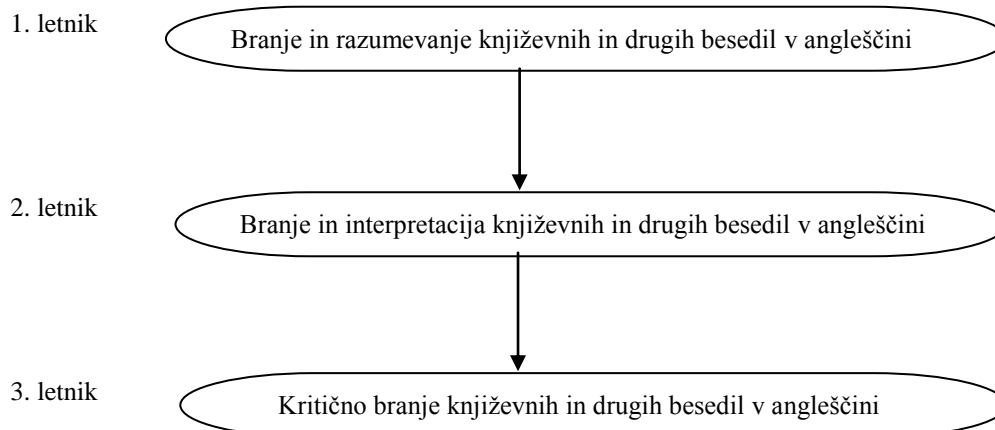 1. letnik
Branje in razumevanje književnih in drugih besedil v angleščini
2. letnik
Branje in interpretacija književnih in drugih besedil v angleščini
3. letnik
Kritično branje književnih in drugih besedil v angleščini